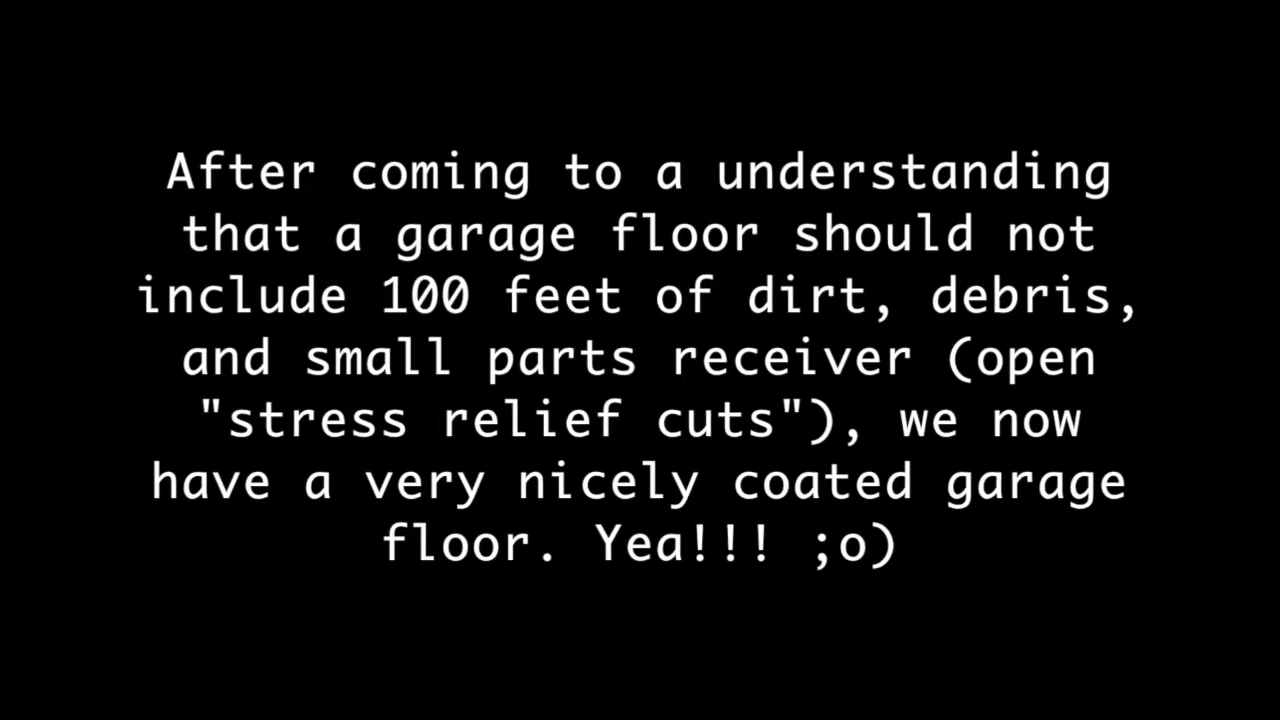 After coming to a understanding
that a garage floor should not
include 100 feet of dirt, debris,
and small parts receiver (open
"stress relief cuts"), we now
have a very nicely coated garage
floor. Yea!!! ;o)